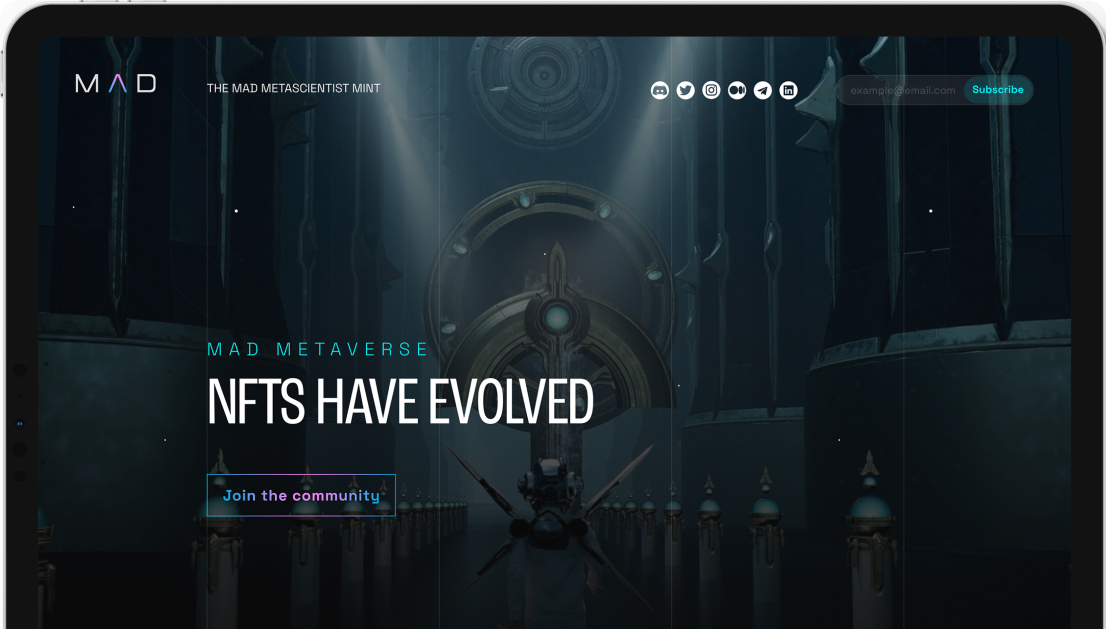 MAD
THE MAD METASCIENTIST MINT
example@email.com
Subscribe
MAD METAVERSE
NFTS HAVE EVOLVED
Join the community